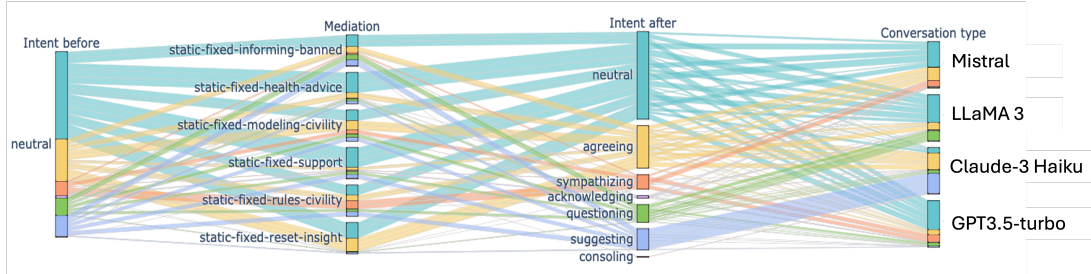 Intent before
neutral
Mediation
static-fixed-informing-banned
static-fixed-health-advice
static-fixed-modeling-civility
static-fixed-support
static-fixed-rules-civility
static-fixed-reset-insight
Intent after
neutral
agreeing
sympathizing
acknowledging
questioning
suggesting
consoling
Conversation type
Mistral
LLaMA 3
Claude-3 Haiku
GPT3.5-turbo